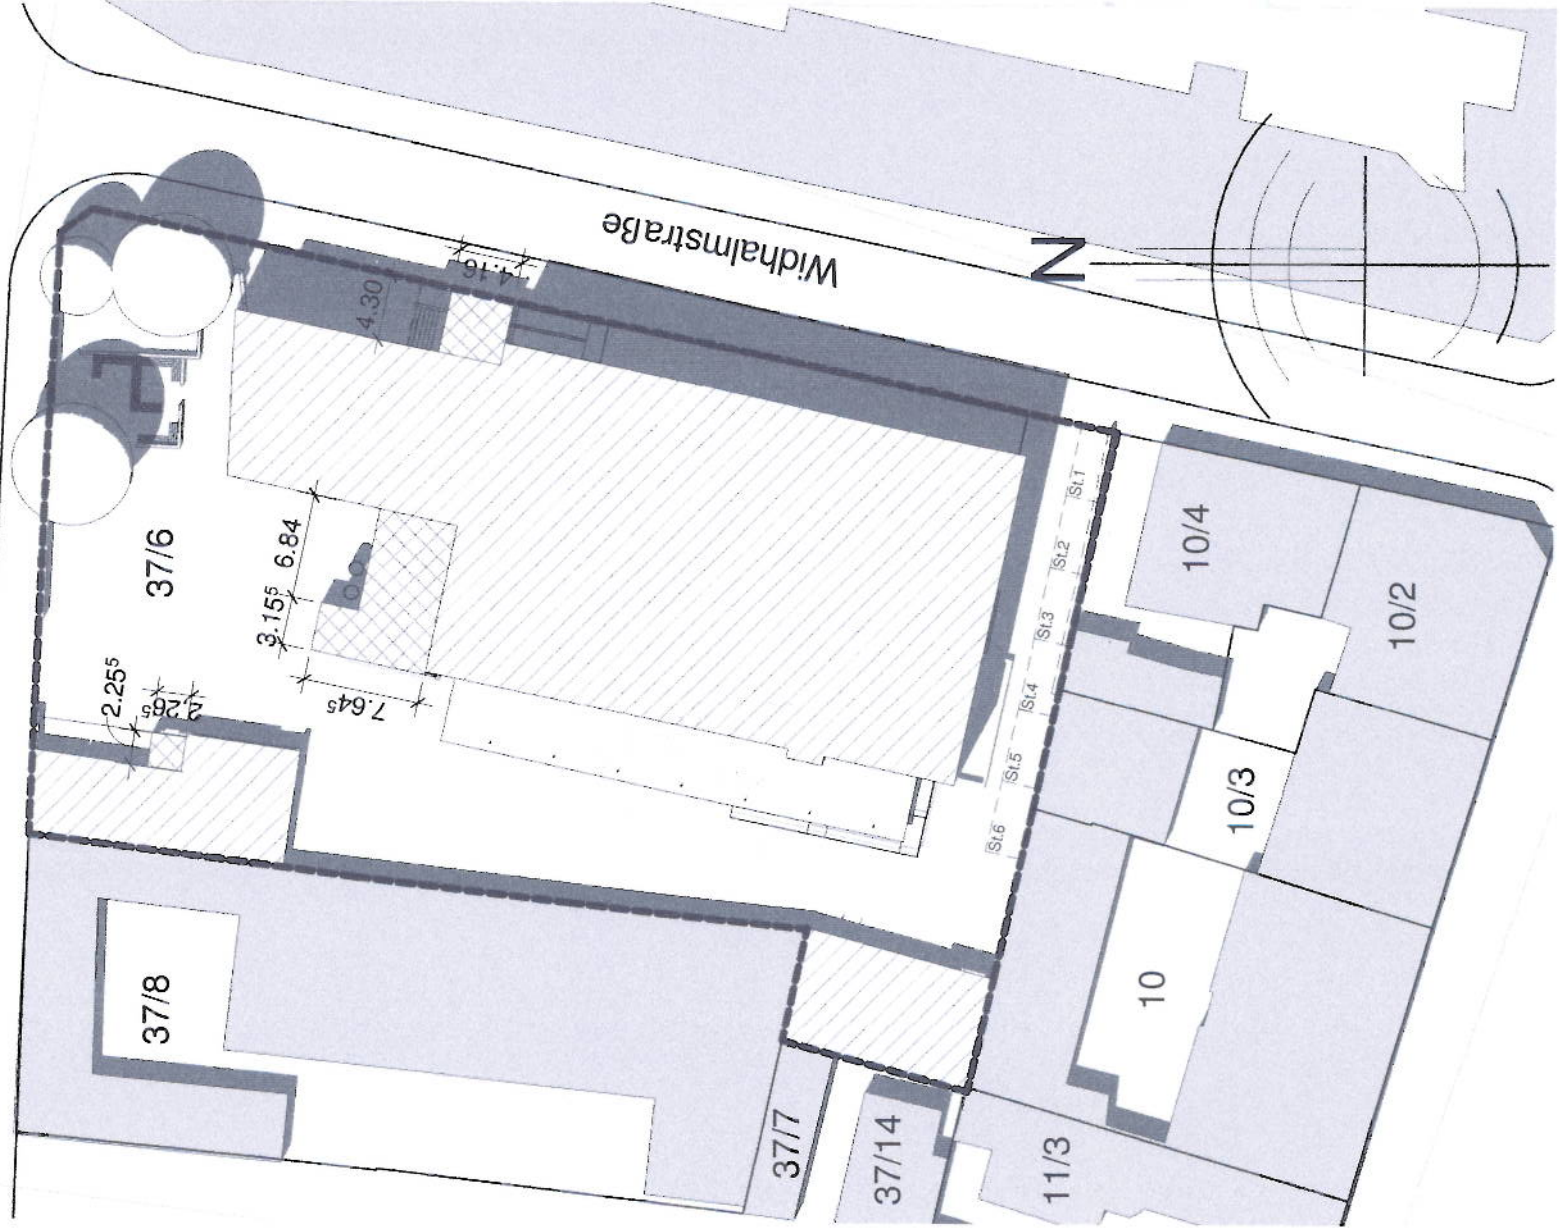 Widhalmstraße
N
4.16
4.30
37/6
6.84
3.15⁵
2.25⁵
2,26⁵
7.64⁵
St.1
St.2
St.3
St.4
St.5
St.6
10/4
10/2
10/3
10
37/8
37/7
37/14
11/3